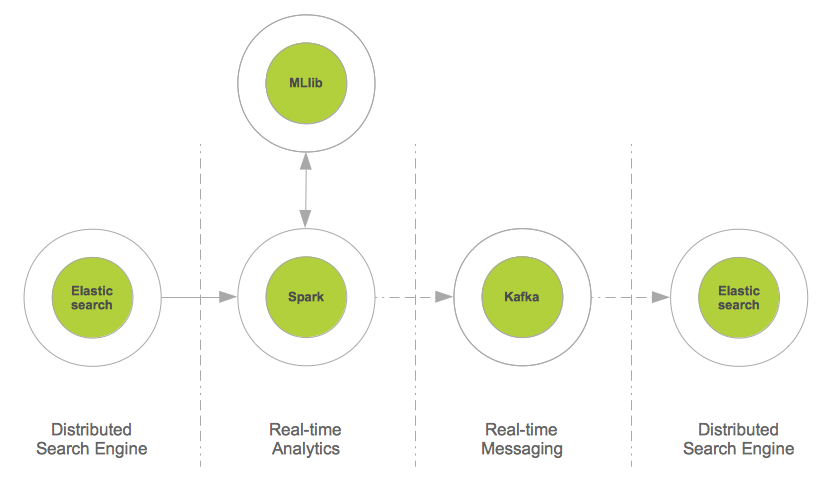 MLlib
Elastic
search
Spark
Kafka
Elastic
search
Distributed
Search Engine
Real-time
Analytics
Real-time
Messaging
Distributed
Search Engine